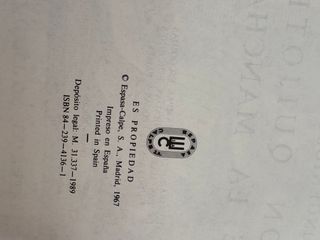 ES PROPIEDAD
© Espasa-Calpe, S. A., Madrid, 1967
Impreso en España
Printed in Spain
Depósito legal: M. 31.337-1989
ISBN 84-239-4136-1